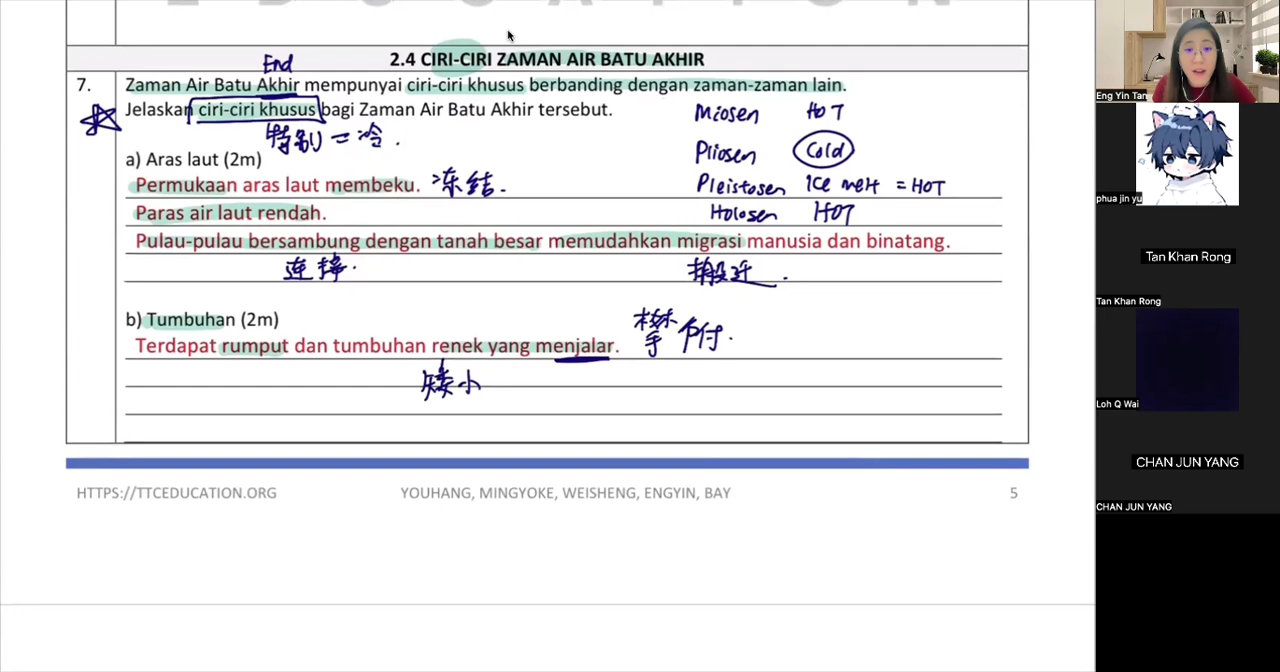 E D U C A T I O N
2.4 CIRI-CIRI ZAMAN AIR BATU AKHIR
End
7. Zaman Air Batu Akhir mempunyai ciri-ciri khusus berbanding dengan zaman-zaman lain.
Jelaskan ciri-ciri khusus bagi Zaman Air Batu Akhir tersebut.
特别 = 冷.
Miosen HOT
Pliosen Cold
Pleistosen Ice melt = HOT
Holosen HOT
a) Aras laut (2m)
Permukaan aras laut membeku. 冻结.
Paras air laut rendah.
Pulau-pulau bersambung dengan tanah besar memudahkan migrasi manusia dan binatang.
连接. 搬迁.
b) Tumbuhan (2m)
Terdapat rumput dan tumbuhan renek yang menjalar.
矮小
HTTPS://TTCEDUCATION.ORG YOUHANG, MINGYOKE, WEISHENG, ENGYIN, BAY 5
Eng Yin Tan
phua jin yu
Tan Khan Rong
Tan Khan Rong
Loh Q Wai
CHAN JUN YANG
CHAN JUN YANG